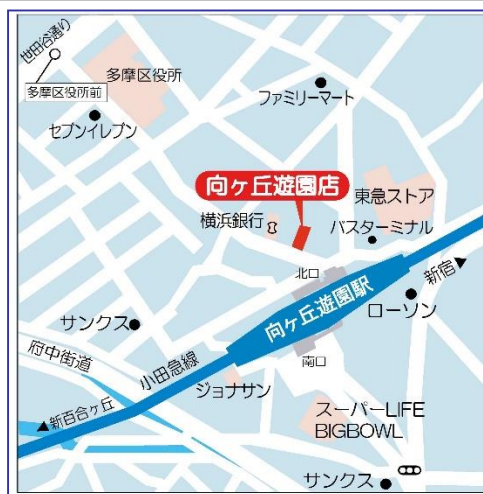 世田谷通り
多摩区役所
多摩区役所前
セブンイレブン
ファミリーマート
向ヶ丘遊園店
東急ストア
横浜銀行
バスターミナル
北口
新宿▶
向ヶ丘遊園駅
ローソン
サンクス
府中街道
小田急線
南口
ジョナサン
◀新百合ヶ丘
スーパーLIFE
BIGBOWL
サンクス